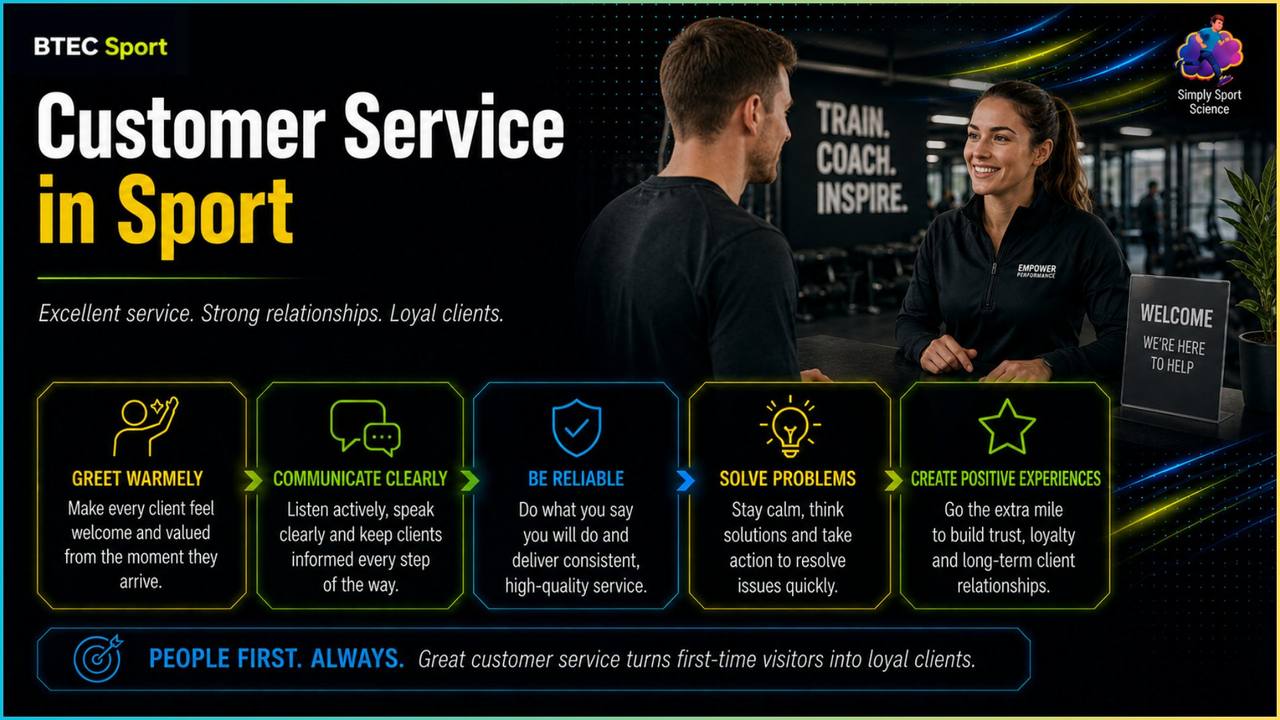 BTEC Sport
Customer Service
in Sport
Excellent service. Strong relationships. Loyal clients.
TRAIN.
COACH.
INSPIRE.
EMPOWER
PERFORMANCE
Simply Sport
Science
WELCOME
WE'RE HERE
TO HELP
GREET WARMELY
Make every client feel
welcome and valued
from the moment they
arrive.
COMMUNICATE CLEARLY
Listen actively, speak
clearly and keep clients
informed every step
of the way.
BE RELIABLE
Do what you say
you will do and
deliver consistent,
high-quality service.
SOLVE PROBLEMS
Stay calm, think
solutions and take
action to resolve
issues quickly.
CREATE POSITIVE EXPERIENCES
Go the extra mile
to build trust, loyalty
and long-term client
relationships.
PEOPLE FIRST. ALWAYS. Great customer service turns first-time visitors into loyal clients.